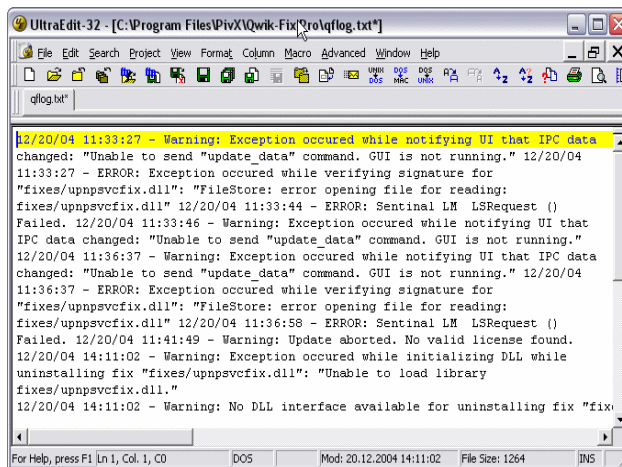 UltraEdit-32 - [C:\Program Files\PivX\Qwik-Fix Pro\qflog.txt*]
File Edit Search Project View Format Column Macro Advanced Window Help
UNIX DOS DOS MAC DOS UNIX
qflog.txt*
12/20/04 11:33:27 - Warning: Exception occured while notifying UI that IPC data
changed: "Unable to send "update_data" command. GUI is not running." 12/20/04
11:33:27 - ERROR: Exception occured while verifying signature for
"fixes/upnpsvcfix.dll": "FileStore: error opening file for reading:
fixes/upnpsvcfix.dll" 12/20/04 11:33:44 - ERROR: Sentinal LM  LSRequest ()
Failed. 12/20/04 11:33:46 - Warning: Exception occured while notifying UI that
IPC data changed: "Unable to send "update_data" command. GUI is not running."
12/20/04 11:36:37 - Warning: Exception occured while notifying UI that IPC data
changed: "Unable to send "update_data" command. GUI is not running." 12/20/04
11:36:37 - ERROR: Exception occured while verifying signature for
"fixes/upnpsvcfix.dll": "FileStore: error opening file for reading:
fixes/upnpsvcfix.dll" 12/20/04 11:36:58 - ERROR: Sentinal LM  LSRequest ()
Failed. 12/20/04 11:41:49 - Warning: Update aborted. No valid license found.
12/20/04 14:11:02 - Warning: Exception occured while initializing DLL while
uninstalling fix "fixes/upnpsvcfix.dll": "Unable to load library
fixes/upnpsvcfix.dll."
12/20/04 14:11:02 - Warning: No DLL interface available for uninstalling fix "fix
For Help, press F1 Ln 1, Col. 1, C0 DOS Mod: 20.12.2004 14:11:02 File Size: 1264 INS